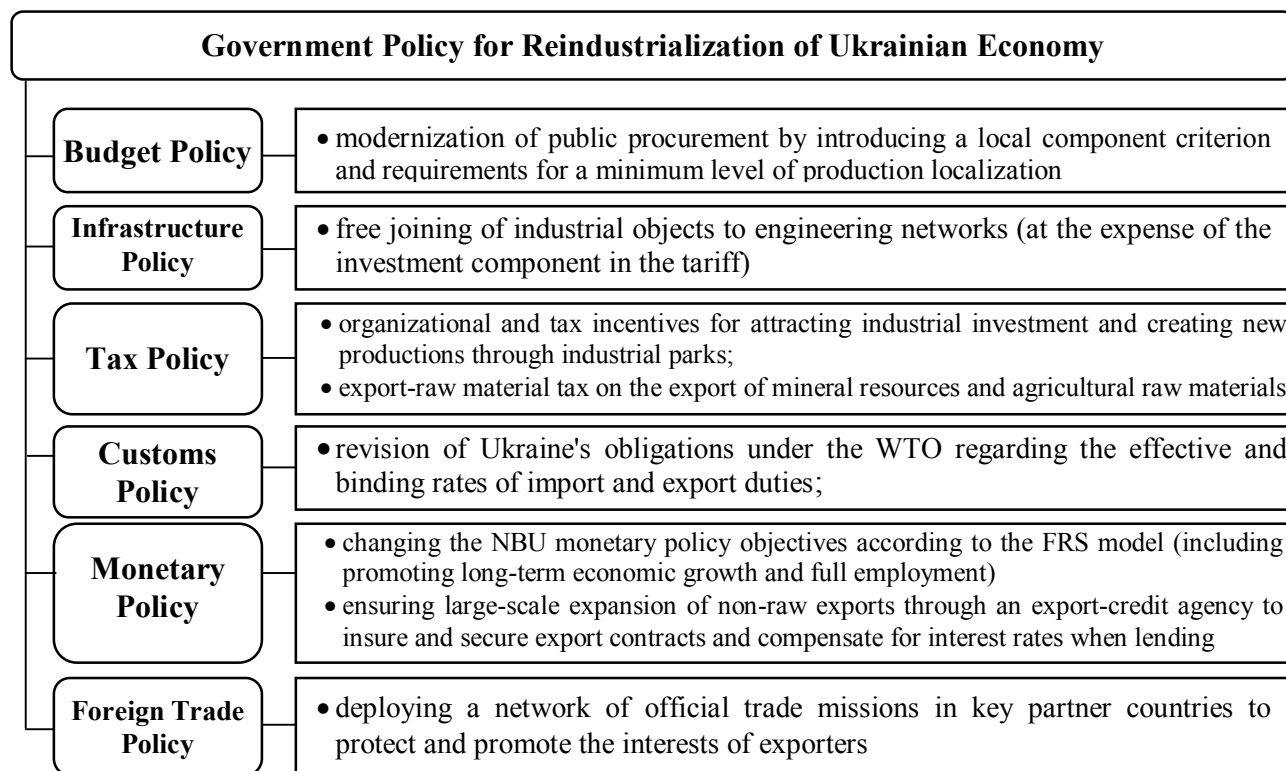 Government Policy for Reindustrialization of Ukrainian Economy
Budget Policy
• modernization of public procurement by introducing a local component criterion
and requirements for a minimum level of production localization
Infrastructure
Policy
• free joining of industrial objects to engineering networks (at the expense of the
investment component in the tariff)
Tax Policy
• organizational and tax incentives for attracting industrial investment and creating new
productions through industrial parks;
• export-raw material tax on the export of mineral resources and agricultural raw materials
Customs
Policy
• revision of Ukraine's obligations under the WTO regarding the effective and
binding rates of import and export duties;
Monetary
Policy
• changing the NBU monetary policy objectives according to the FRS model (including
promoting long-term economic growth and full employment)
• ensuring large-scale expansion of non-raw exports through an export-credit agency to
insure and secure export contracts and compensate for interest rates when lending
Foreign Trade
Policy
• deploying a network of official trade missions in key partner countries to
protect and promote the interests of exporters